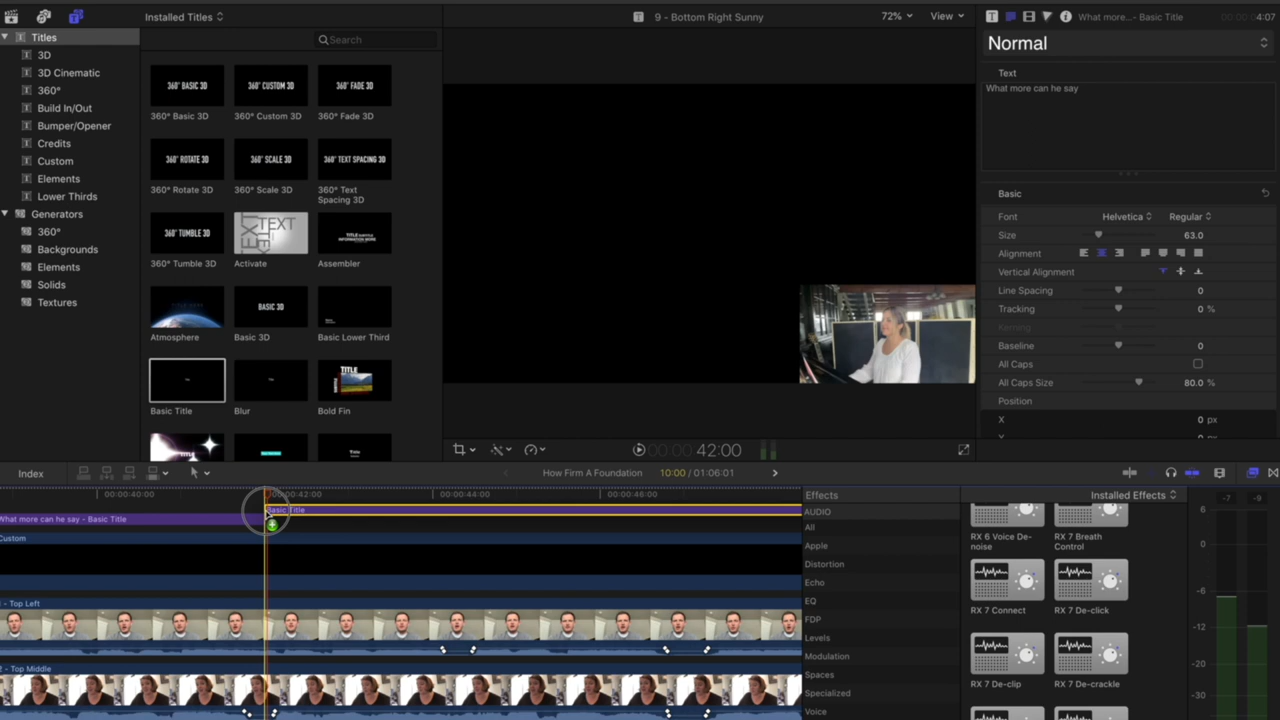 Installed Titles
9 - Bottom Right Sunny
72%
View
What more... - Basic Title
4:07
Titles
3D
3D Cinematic
360°
Build In/Out
Bumper/Opener
Credits
Custom
Elements
Lower Thirds
Generators
360°
Backgrounds
Elements
Solids
Textures
Search
360° BASIC 3D
360° CUSTOM 3D
360° FADE 3D
360° Basic 3D
360° Custom 3D
360° Fade 3D
360° ROTATE 3D
360° SCALE 3D
360° TEXT SPACING 3D
360° Rotate 3D
360° Scale 3D
360° Text
Spacing 3D
360° TUMBLE 3D
TEXT
TITLE SUBTITLE
INFORMATION MORE
360° Tumble 3D
Activate
Assembler
BASIC 3D
Atmosphere
Basic 3D
Basic Lower Third
TITLE
Basic Title
Blur
Bold Fin
Normal
Text
What more can he say
Basic
Font
Helvetica
Regular
Size
63.0
Alignment
Vertical Alignment
Line Spacing
0
Tracking
0 %
Kerning
Baseline
0
All Caps
All Caps Size
80.0 %
Position
X
0 px
42:00
Index
How Firm A Foundation
10:00 / 01:06:01
00:00:40:00
00:00:42:00
00:00:44:00
00:00:46:00
Basic Title
What more can he say - Basic Title
Custom
- Top Left
2 - Top Middle
Effects
Installed Effects
AUDIO
All
Apple
Distortion
Echo
EQ
FDP
Levels
Modulation
Spaces
Specialized
Voice
RX 6 Voice De-
noise
RX 7 Breath
Control
RX 7 Connect
RX 7 De-click
RX 7 De-clip
RX 7 De-crackle
-7
-9
6
0
-6
-12
-20
-30